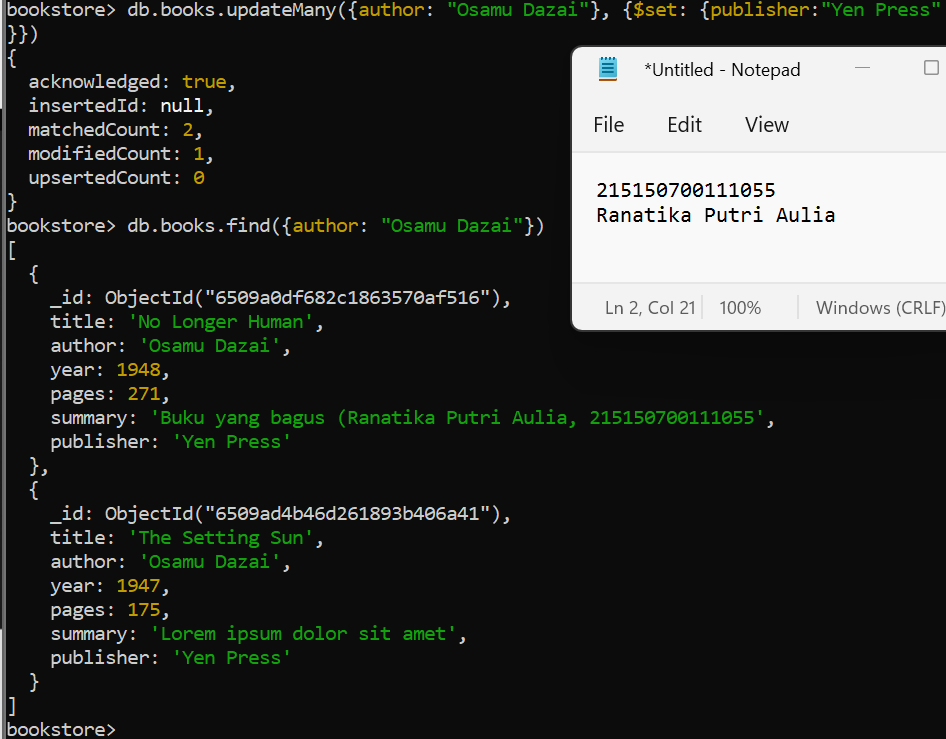 bookstore> db.books.updateMany({author: "Osamu Dazai"}, {$set: {publisher:"Yen Press"
}})
{
  acknowledged: true,
  insertedId: null,
  matchedCount: 2,
  modifiedCount: 1,
  upsertedCount: 0
}
bookstore> db.books.find({author: "Osamu Dazai"})
[
  {
    _id: ObjectId("6509a0df682c1863570af516"),
    title: 'No Longer Human',
    author: 'Osamu Dazai',
    year: 1948,
    pages: 271,
    summary: 'Buku yang bagus (Ranatika Putri Aulia, 215150700111055',
    publisher: 'Yen Press'
  },
  {
    _id: ObjectId("6509ad4b46d261893b406a41"),
    title: 'The Setting Sun',
    author: 'Osamu Dazai',
    year: 1947,
    pages: 175,
    summary: 'Lorem ipsum dolor sit amet',
    publisher: 'Yen Press'
  }
]
bookstore>
*Untitled - Notepad
File Edit View
215150700111055
Ranatika Putri Aulia
Ln 2, Col 21 100% Windows (CRLF)